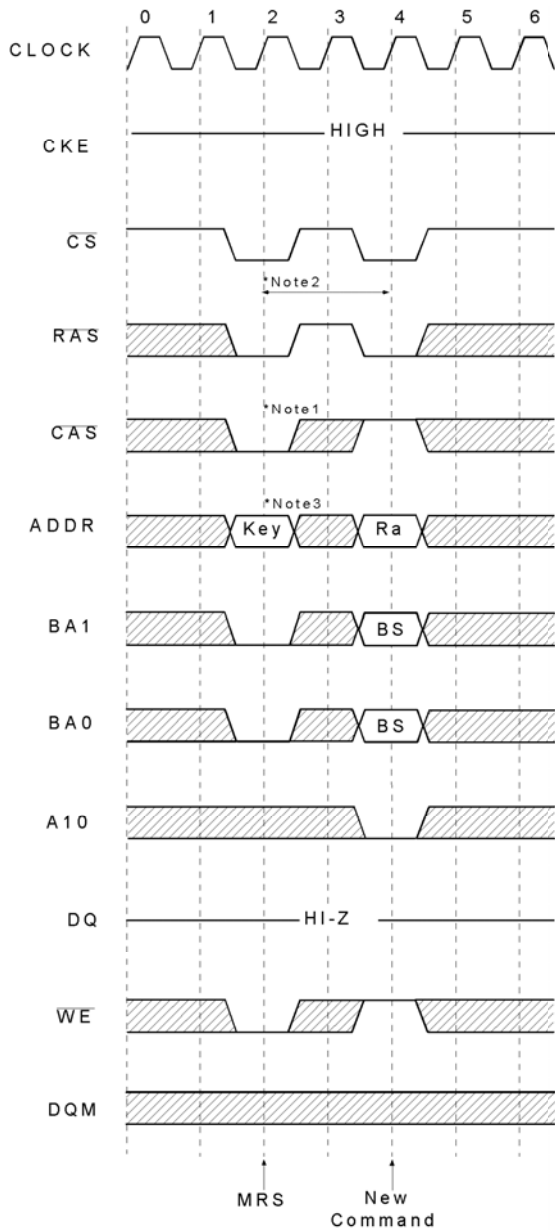 0 1 2 3 4 5 6
CLOCK
CKE HIGH
CS
*Note2
RAS
*Note1
CAS
*Note3
ADDR Key Ra
BA1 BS
BA0 BS
A10
DQ HI-Z
WE
DQM
MRS New
Command